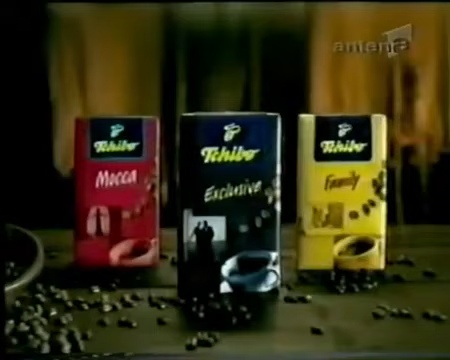 antena
1
Tchibo
Mocca
Tchibo
Exclusive
Tchibo
Family